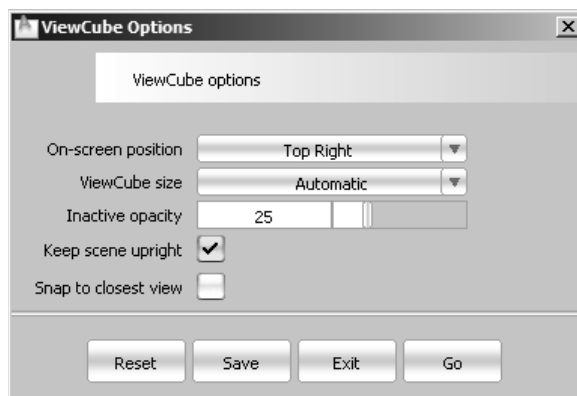 ViewCube Options
ViewCube options
On-screen position Top Right
ViewCube size Automatic
Inactive opacity 25
Keep scene upright
Snap to closest view
Reset Save Exit Go